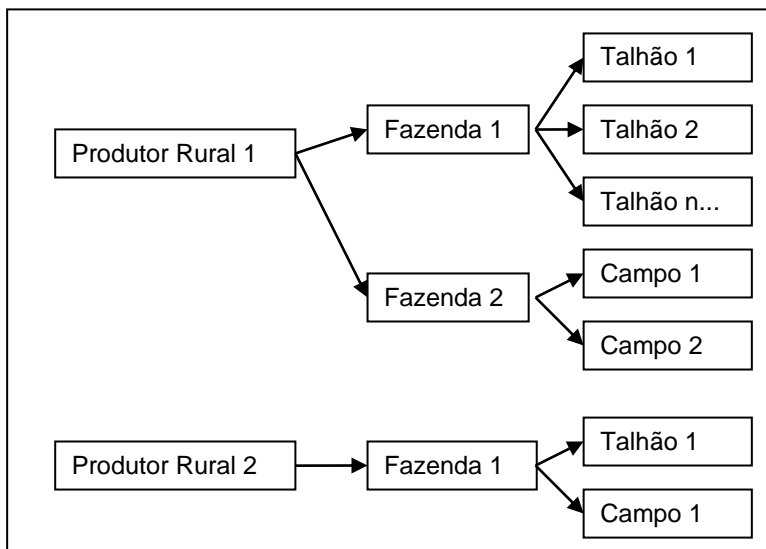 Produtor Rural 1
Fazenda 1
Talhão 1
Talhão 2
Talhão n...
Fazenda 2
Campo 1
Campo 2
Produtor Rural 2
Fazenda 1
Talhão 1
Campo 1